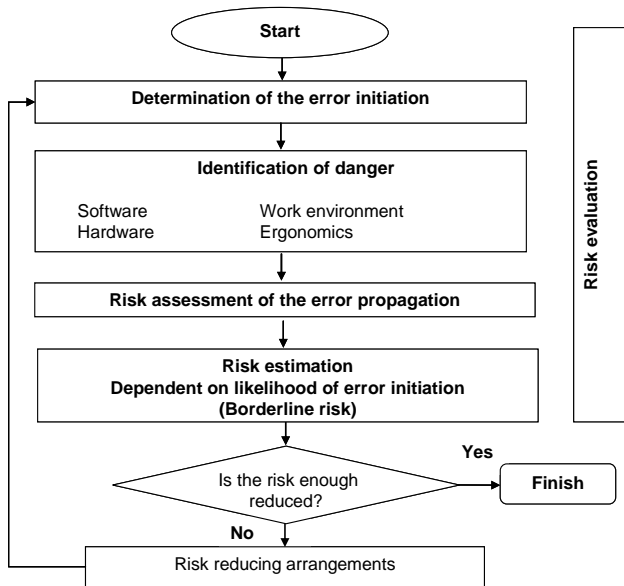 Start
Determination of the error initiation
Identification of danger
Software Work environment
Hardware Ergonomics
Risk assessment of the error propagation
Risk estimation
Dependent on likelihood of error initiation
(Borderline risk)
Is the risk enough
reduced?
Yes
Finish
No
Risk reducing arrangements
Risk evaluation